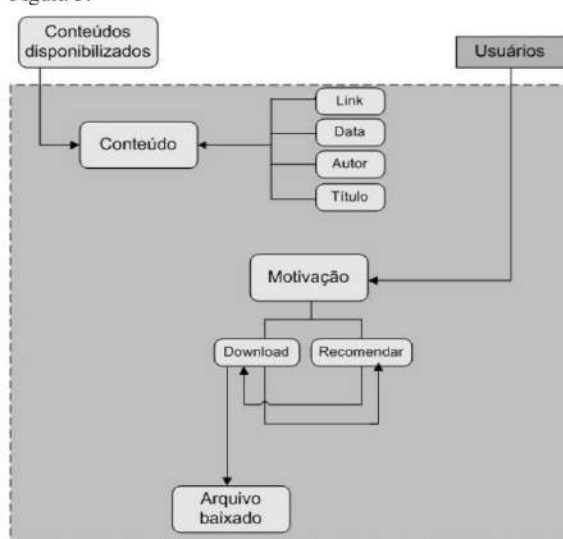 Conteúdos
disponibilizados
Usuários
Link
Data
Conteúdo
Autor
Título
Motivação
Download
Recomendar
Arquivo
baixado